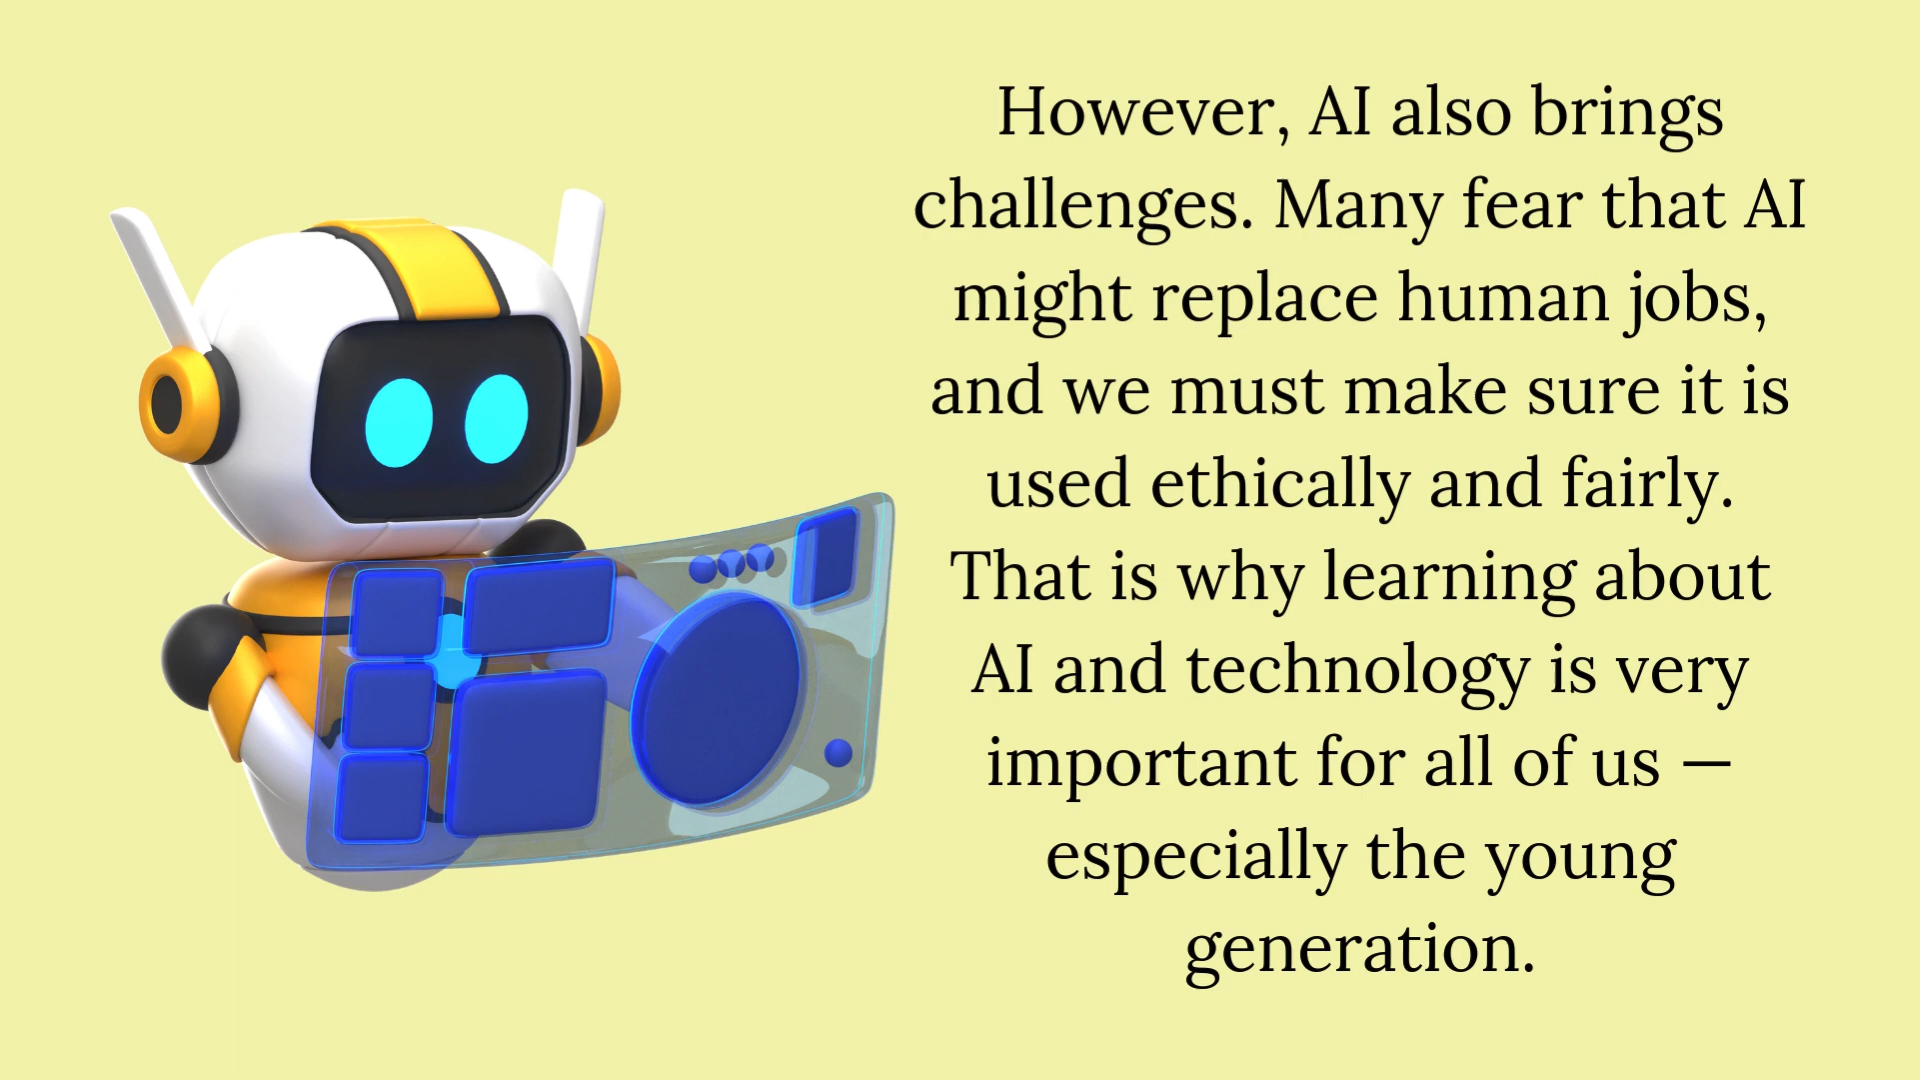 However, AI also brings
challenges. Many fear that AI
might replace human jobs,
and we must make sure it is
used ethically and fairly.
That is why learning about
AI and technology is very
important for all of us —
especially the young
generation.